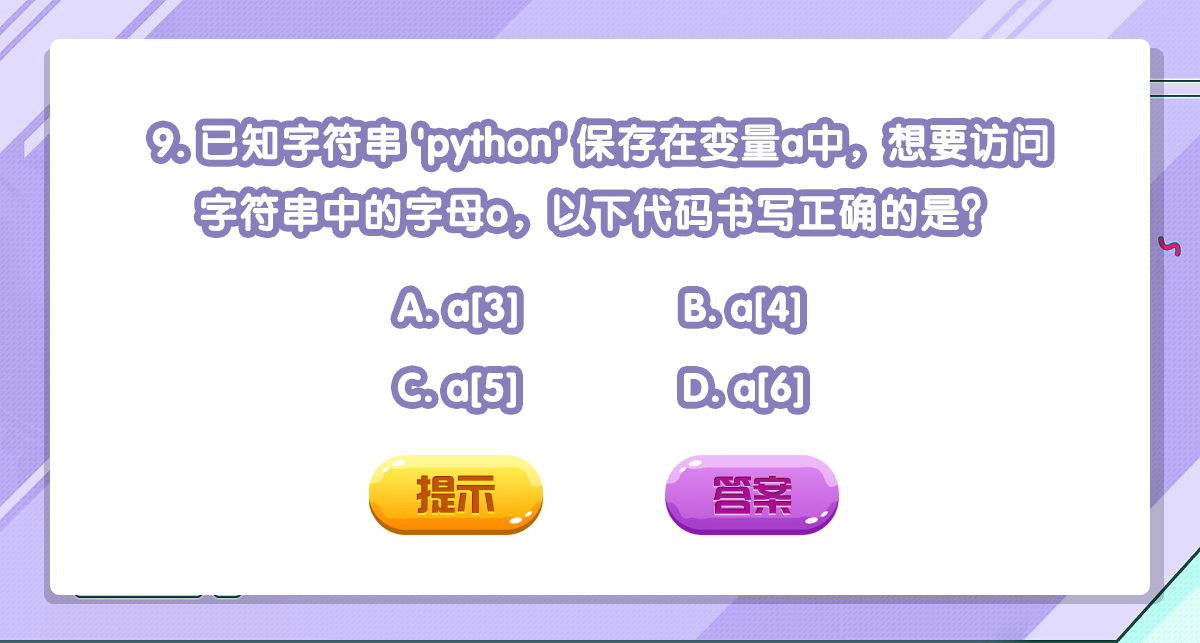 9. 已知字符串 'python' 保存在变量a中，想要访问
字符串中的字母o，以下代码书写正确的是？
A. a[3]
B. a[4]
C. a[5]
D. a[6]
提示
答案